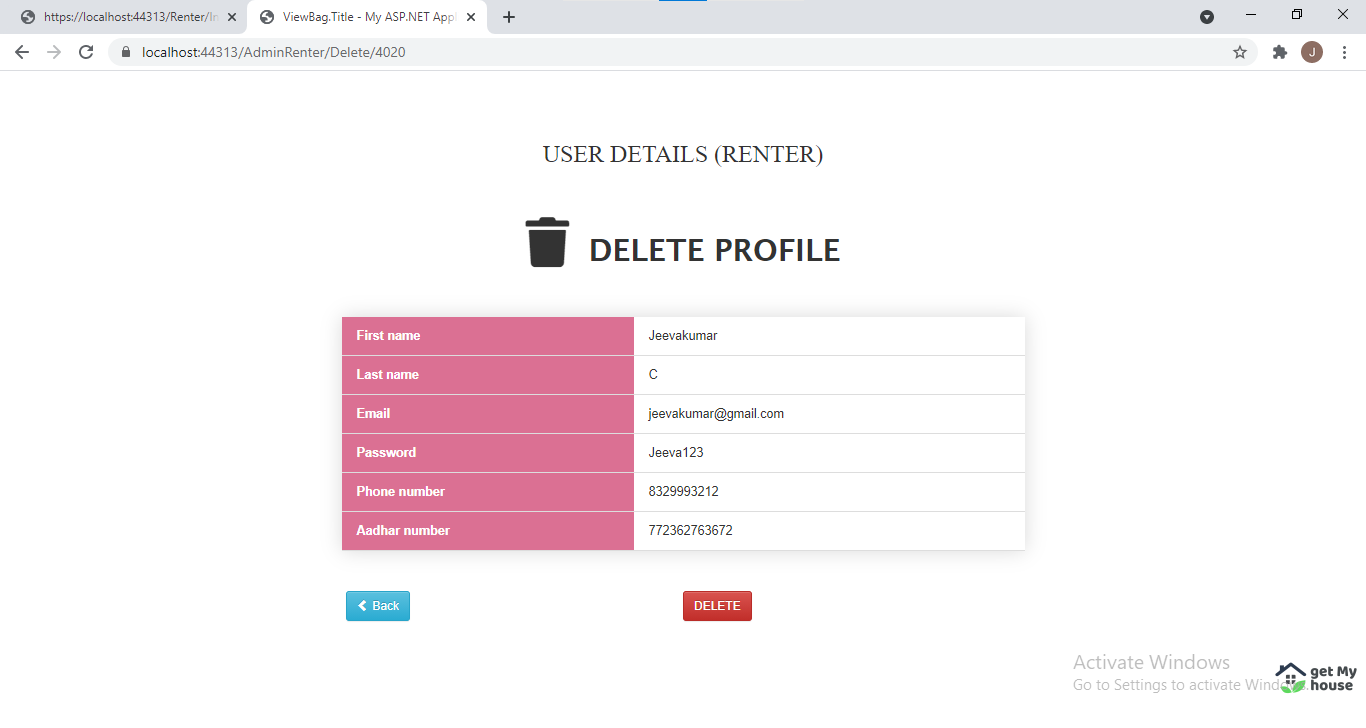 https://localhost:44313/Renter/In
ViewBag.Title - My ASP.NET Appl
localhost:44313/AdminRenter/Delete/4020
J
USER DETAILS (RENTER)
DELETE PROFILE
First name Jeevakumar
Last name C
Email jeevakumar@gmail.com
Password Jeeva123
Phone number 8329993212
Aadhar number 772362763672
Back DELETE
Activate Windows
Go to Settings to activate Windows.
get My
house